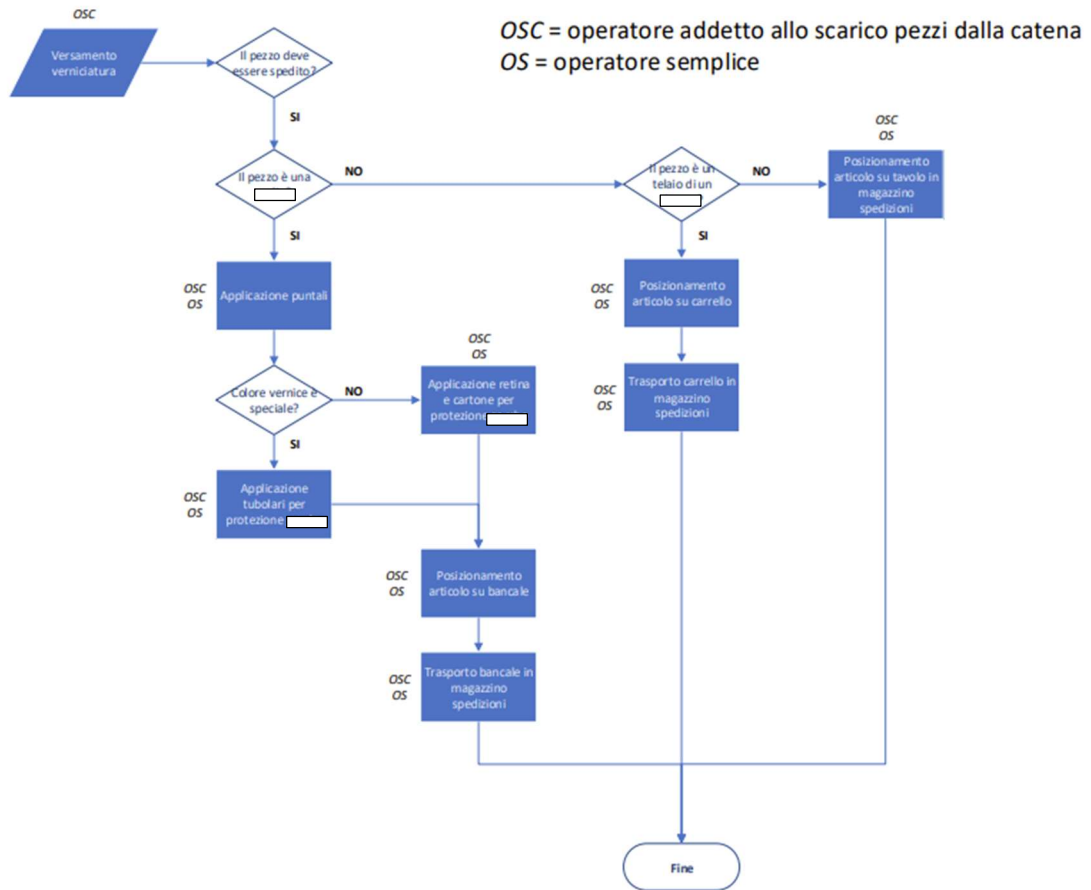 OSC
OSC = operatore addetto allo scarico pezzi dalla catena
OS = operatore semplice
Versamento
verniciatura
Il pezzo deve
essere spedito?
SI
Il pezzo è una
NO
Il pezzo è un
telaio di un
NO
OSC
OS
Posizionamento
articolo su tavolo in
magazzino
spedizioni
SI
SI
OSC
OS
Applicazione puntali
OSC
OS
Posizionamento
articolo su carrello
Colore vernice è
speciale?
NO
OSC
OS
Applicazione retina
e cartone per
protezione
OSC
OS
Trasporto carrello in
magazzino
spedizioni
SI
OSC
OS
Applicazione
tubolari per
protezione
OSC
OS
Posizionamento
articolo su bancale
OSC
OS
Trasporto bancale in
magazzino
spedizioni
Fine